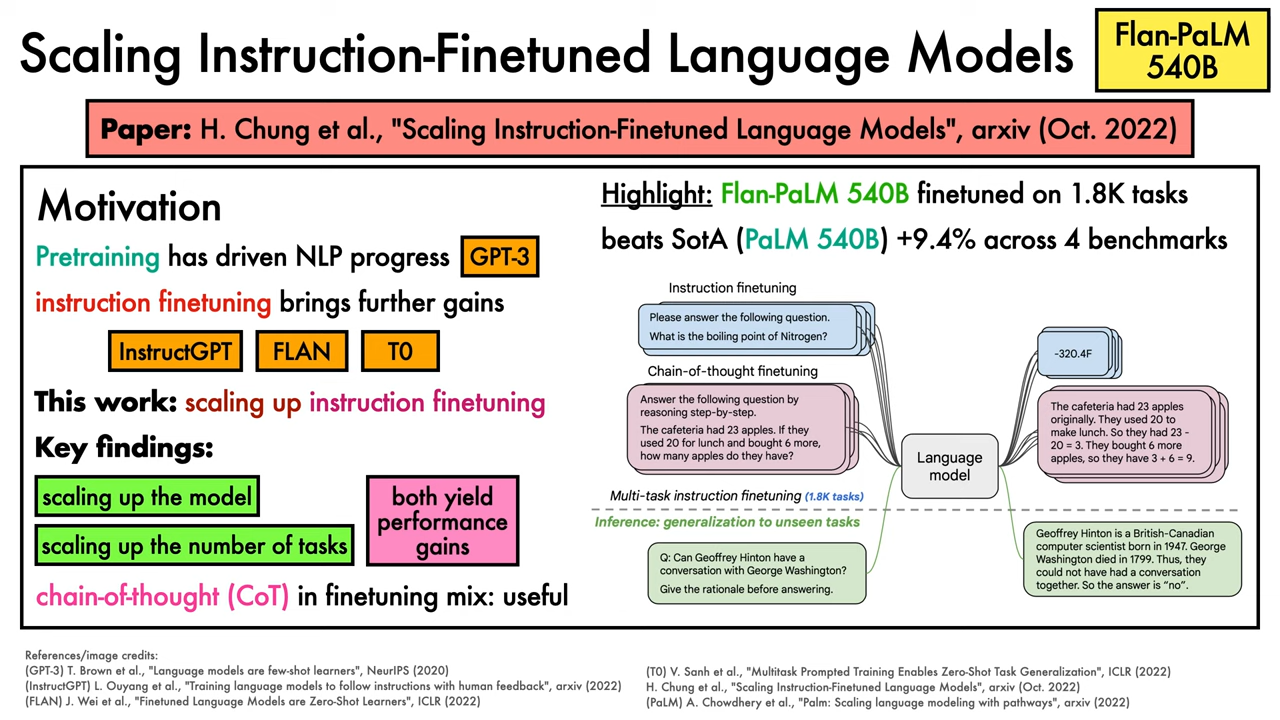 Scaling Instruction-Finetuned Language Models
Flan-PaLM
540B
Paper: H. Chung et al., "Scaling Instruction-Finetuned Language Models", arxiv (Oct. 2022)
Motivation
Pretraining has driven NLP progress
GPT-3
instruction finetuning brings further gains
InstructGPT
FLAN
T0
This work: scaling up instruction finetuning
Key findings:
scaling up the model
scaling up the number of tasks
both yield
performance
gains
chain-of-thought (CoT) in finetuning mix: useful
Highlight: Flan-PaLM 540B finetuned on 1.8K tasks
beats SotA (PaLM 540B) +9.4% across 4 benchmarks
Instruction finetuning
Please answer the following question.
What is the boiling point of Nitrogen?
Chain-of-thought finetuning
Answer the following question by
reasoning step-by-step.
The cafeteria had 23 apples. If they
used 20 for lunch and bought 6 more,
how many apples do they have?
Multi-task instruction finetuning (1.8K tasks)
Inference: generalization to unseen tasks
Q: Can Geoffrey Hinton have a
conversation with George Washington?
Give the rationale before answering.
Language
model
-320.4F
The cafeteria had 23 apples
originally. They used 20 to
make lunch. So they had 23 -
20 = 3. They bought 6 more
apples, so they have 3 + 6 = 9.
Geoffrey Hinton is a British-Canadian
computer scientist born in 1947. George
Washington died in 1799. Thus, they
could not have had a conversation
together. So the answer is “no”.
References/image credits:
(GPT-3) T. Brown et al., "Language models are few-shot learners", NeurIPS (2020)
(InstructGPT) L. Ouyang et al., "Training language models to follow instructions with human feedback", arxiv (2022)
(FLAN) J. Wei et al., "Finetuned Language Models are Zero-Shot Learners", ICLR (2022)
(T0) V. Sanh et al., "Multitask Prompted Training Enables Zero-Shot Task Generalization", ICLR (2022)
H. Chung et al., "Scaling Instruction-Finetuned Language Models", arxiv (Oct. 2022)
(PaLM) A. Chowdhery et al., "Palm: Scaling language modeling with pathways", arxiv (2022)